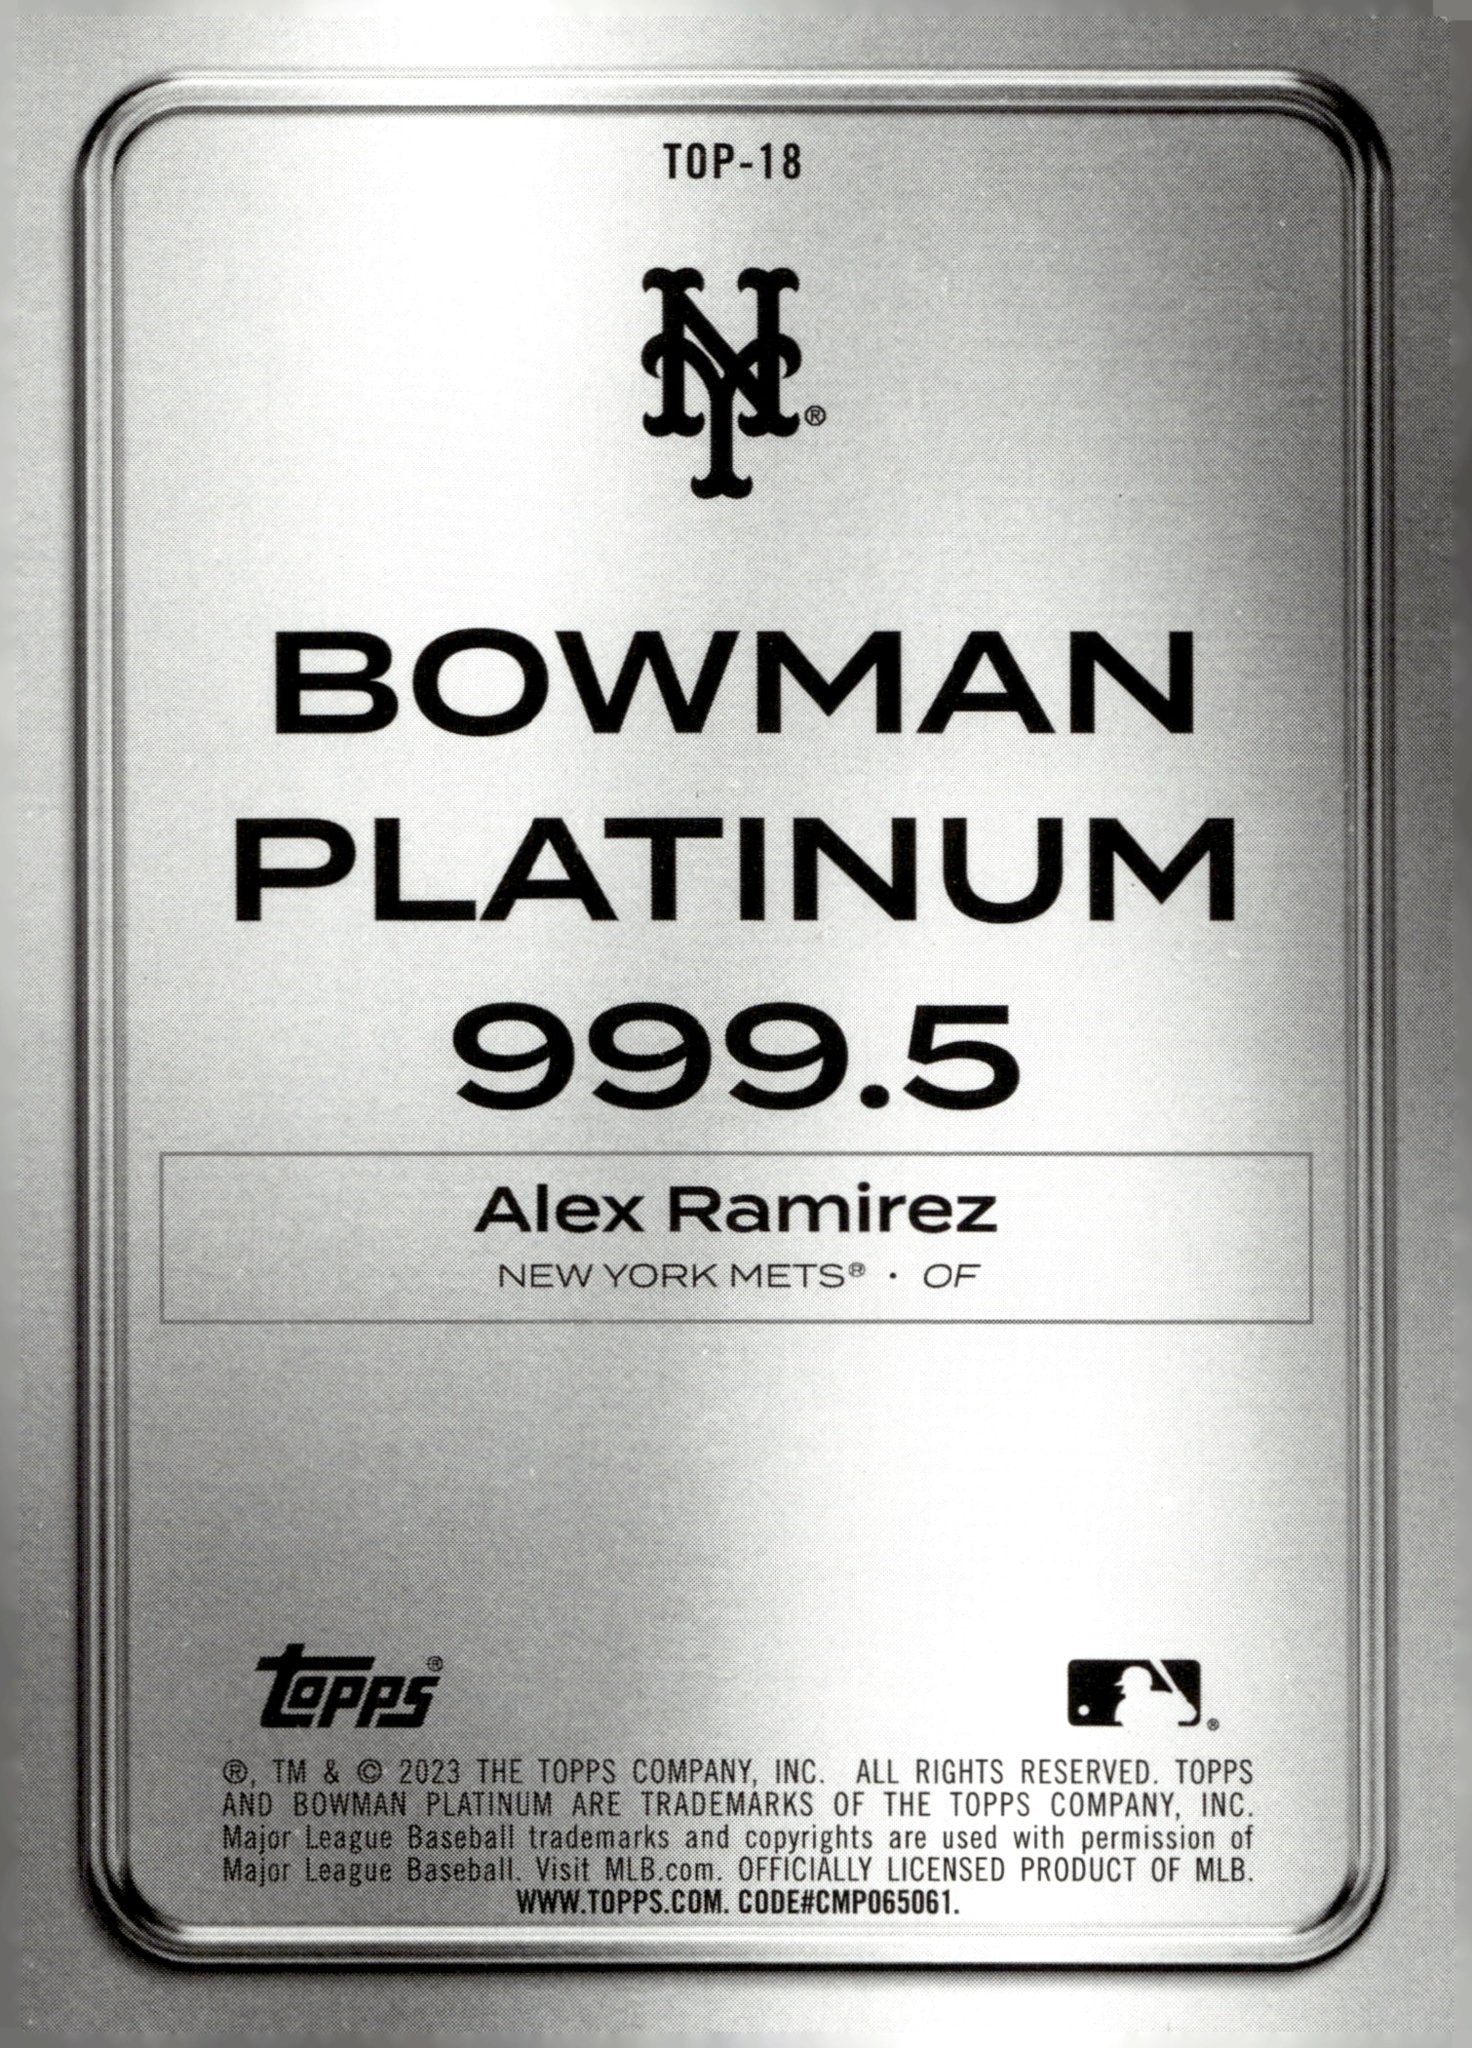 TOP-18
NY®
BOWMAN
PLATINUM
999.5
Alex Ramirez
NEW YORK METS® · OF
topps®
®
®, TM & © 2023 THE TOPPS COMPANY, INC. ALL RIGHTS RESERVED. TOPPS
AND BOWMAN PLATINUM ARE TRADEMARKS OF THE TOPPS COMPANY, INC.
Major League Baseball trademarks and copyrights are used with permission of
Major League Baseball. Visit MLB.com. OFFICIALLY LICENSED PRODUCT OF MLB.
WWW.TOPPS.COM. CODE#CMP065061.